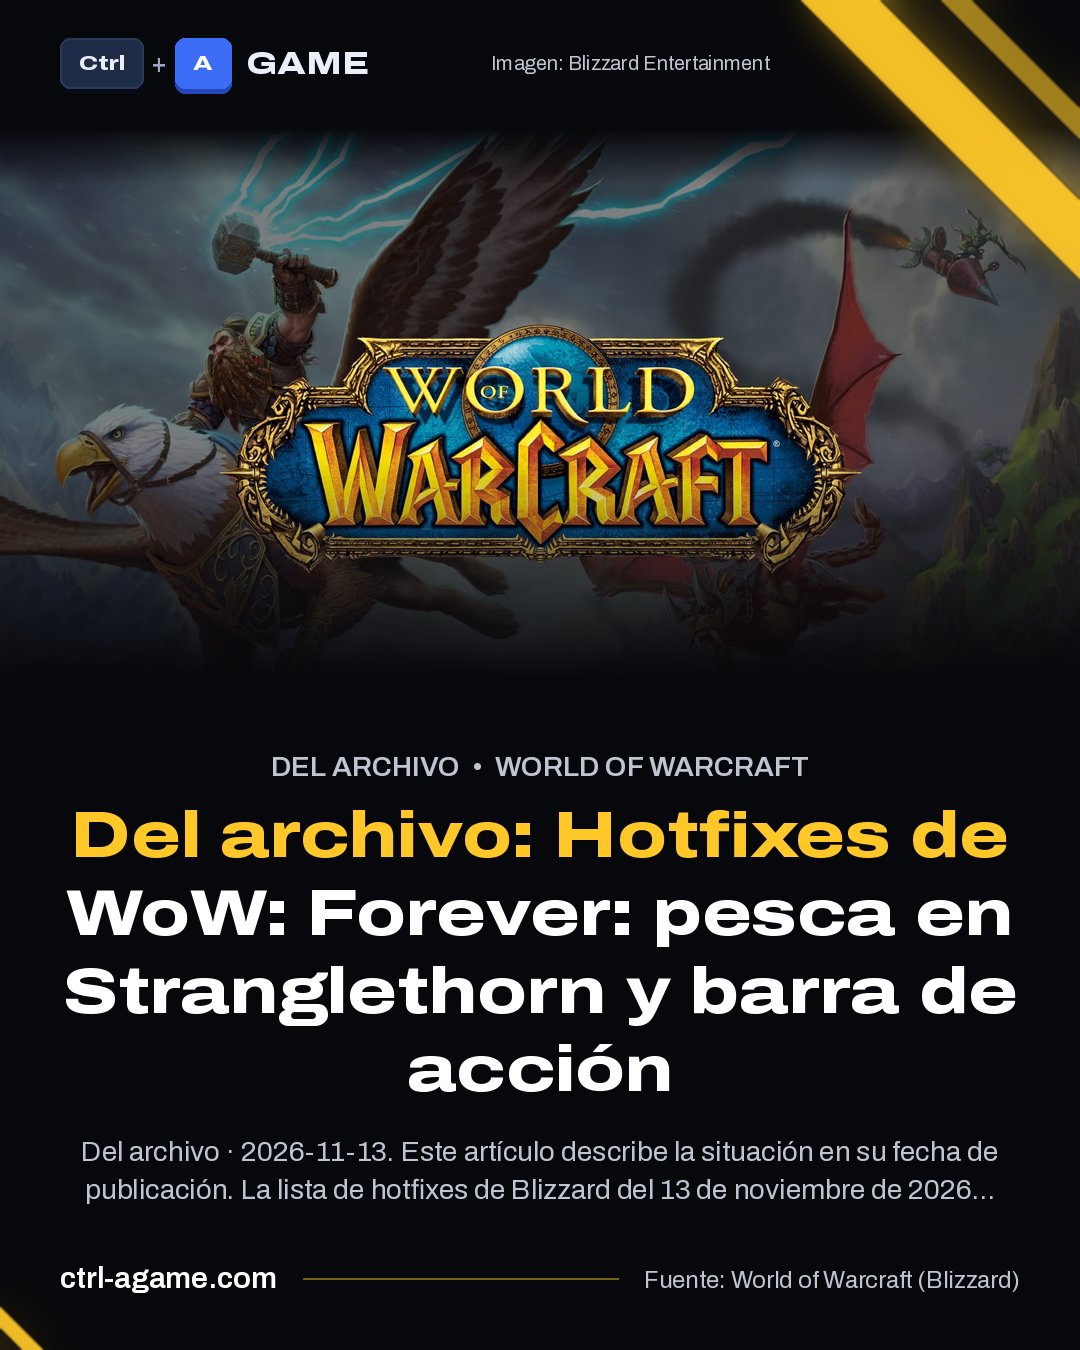 Ctrl + A GAME
Imagen: Blizzard Entertainment
WORLD OF
WARCRAFT®
DEL ARCHIVO • WORLD OF WARCRAFT
Del archivo: Hotfixes de
WoW: Forever: pesca en
Stranglethorn y barra de
acción
Del archivo · 2026-11-13. Este artículo describe la situación en su fecha de
publicación. La lista de hotfixes de Blizzard del 13 de noviembre de 2026...
ctrl-agame.com
Fuente: World of Warcraft (Blizzard)